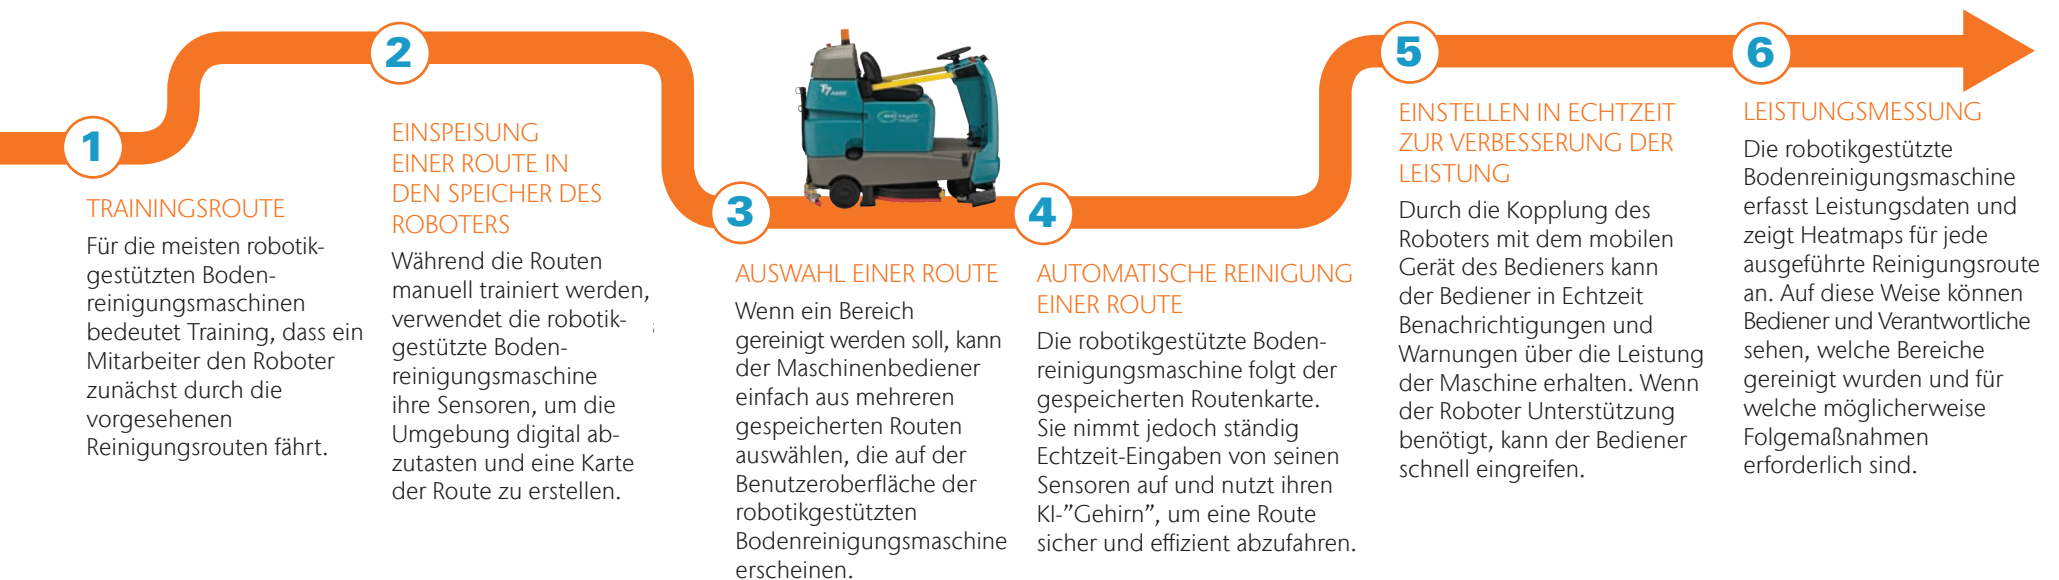 1
TRAININGSROUTE
Für die meisten robotik-
gestützten Boden-
reinigungsmaschinen
bedeutet Training, dass ein
Mitarbeiter den Roboter
zunächst durch die
vorgesehenen
Reinigungsrouten fährt.
2
EINSPEISUNG
EINER ROUTE IN
DEN SPEICHER DES
ROBOTERS
Während die Routen
manuell trainiert werden,
verwendet die robotik-
gestützte Boden-
reinigungsmaschine
ihre Sensoren, um die
Umgebung digital ab-
zutasten und eine Karte
der Route zu erstellen.
3
AUSWAHL EINER ROUTE
Wenn ein Bereich
gereinigt werden soll, kann
der Maschinenbediener
einfach aus mehreren
gespeicherten Routen
auswählen, die auf der
Benutzeroberfläche der
robotikgestützten
Bodenreinigungsmaschine
erscheinen.
T7AMR
4
AUTOMATISCHE REINIGUNG
EINER ROUTE
Die robotikgestützte Boden-
reinigungsmaschine folgt der
gespeicherten Routenkarte.
Sie nimmt jedoch ständig
Echtzeit-Eingaben von seinen
Sensoren auf und nutzt ihren
KI-”Gehirn”, um eine Route
sicher und effizient abzufahren.
5
EINSTELLEN IN ECHTZEIT
ZUR VERBESSERUNG DER
LEISTUNG
Durch die Kopplung des
Roboters mit dem mobilen
Gerät des Bedieners kann
der Bediener in Echtzeit
Benachrichtigungen und
Warnungen über die Leistung
der Maschine erhalten. Wenn
der Roboter Unterstützung
benötigt, kann der Bediener
schnell eingreifen.
6
LEISTUNGSMESSUNG
Die robotikgestützte
Bodenreinigungsmaschine
erfasst Leistungsdaten und
zeigt Heatmaps für jede
ausgeführte Reinigungsroute
an. Auf diese Weise können
Bediener und Verantwortliche
sehen, welche Bereiche
gereinigt wurden und für
welche möglicherweise
Folgemaßnahmen
erforderlich sind.